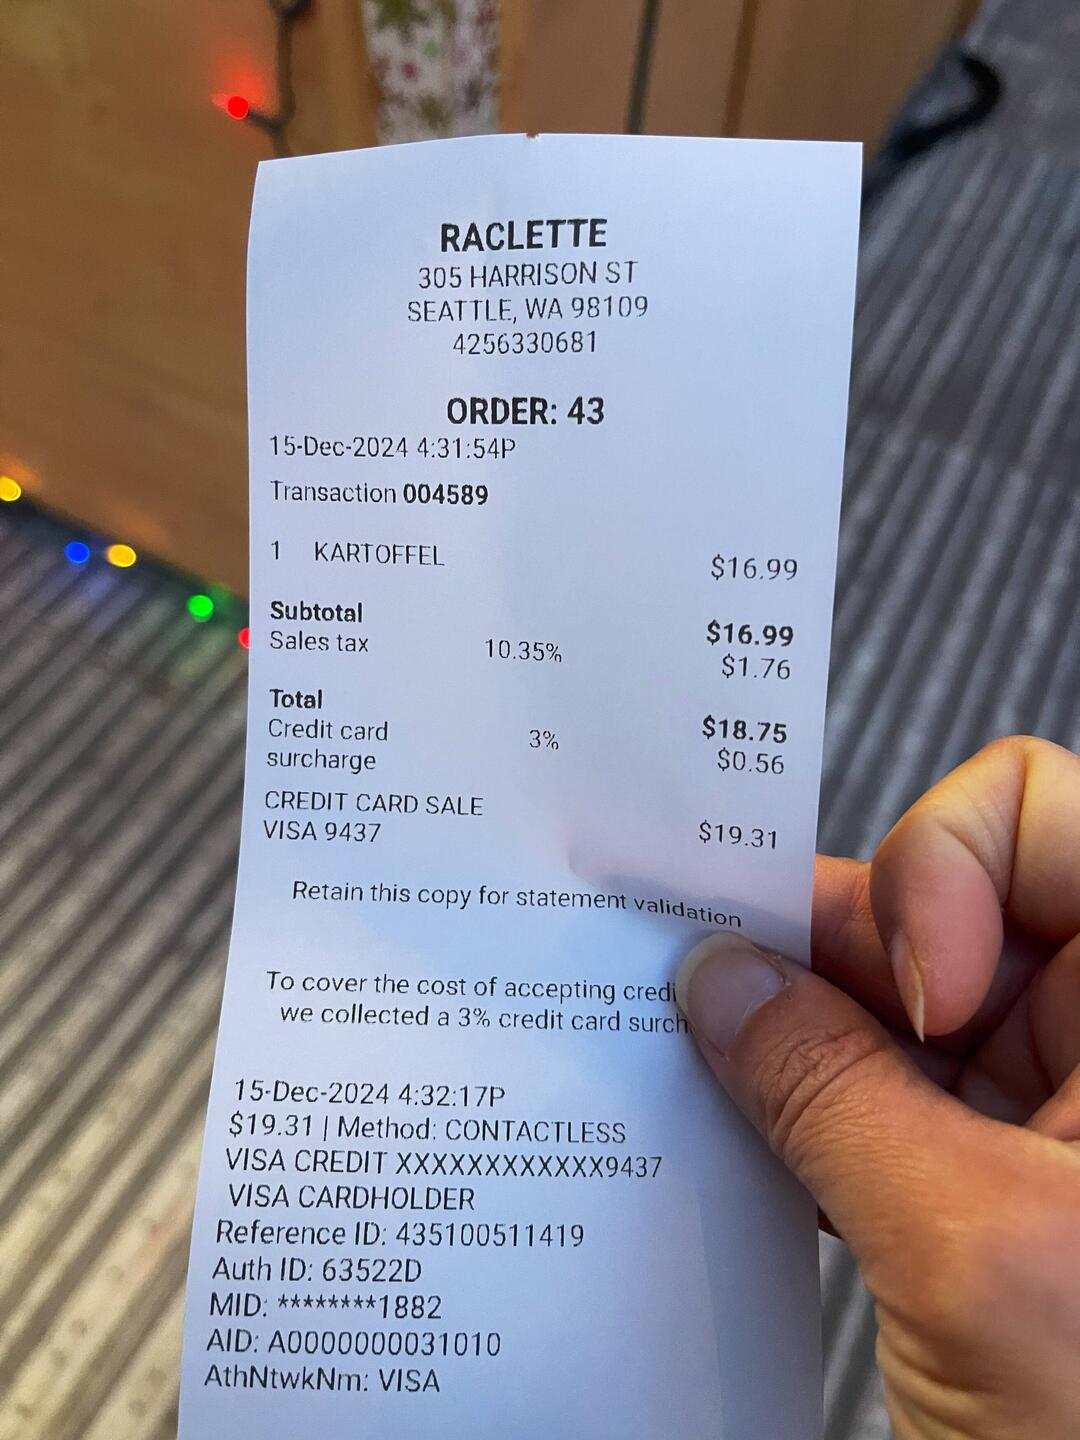 RACLETTE
305 HARRISON ST
SEATTLE, WA 98109
4256330681
ORDER: 43
15-Dec-2024 4:31:54P
Transaction 004589
1 KARTOFFEL $16.99
Subtotal $16.99
Sales tax 10.35% $1.76
Total $18.75
Credit card 3% $0.56
surcharge
CREDIT CARD SALE
VISA 9437 $19.31
Retain this copy for statement validation
To cover the cost of accepting credi
we collected a 3% credit card surch
15-Dec-2024 4:32:17P
$19.31 | Method: CONTACTLESS
VISA CREDIT XXXXXXXXXXXX9437
VISA CARDHOLDER
Reference ID: 435100511419
Auth ID: 63522D
MID: ********1882
AID: A0000000031010
AthNtwkNm: VISA